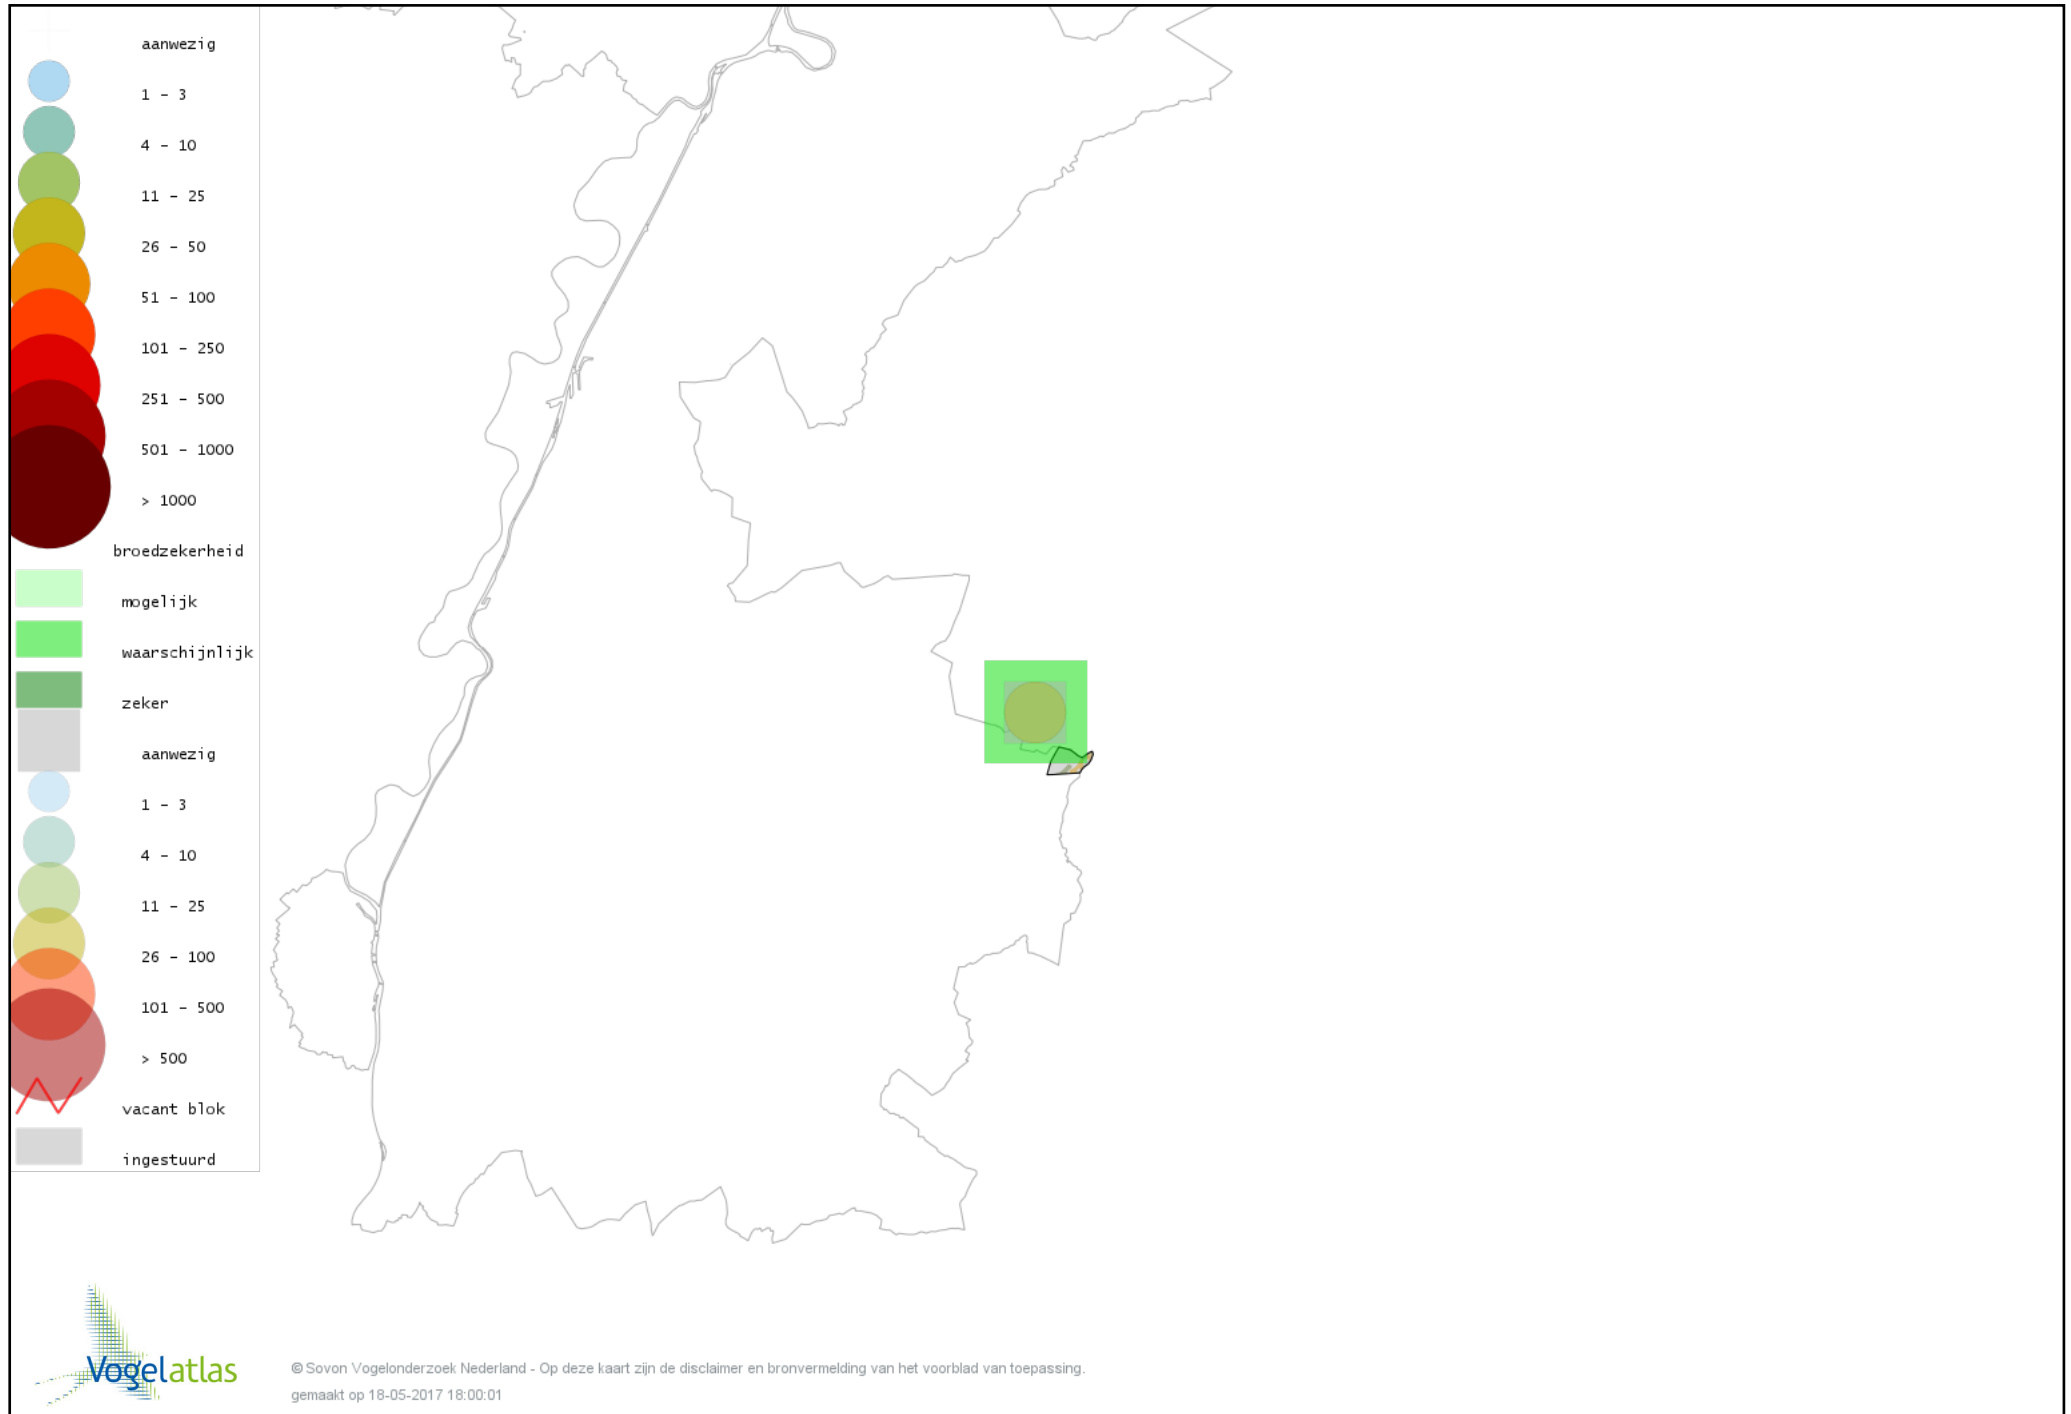 aanwezig
1 - 3
4 - 10
11 - 25
26 - 50
51 - 100
101 - 250
251 - 500
501 - 1000
> 1000
broedzekerheid
mogelijk
waarschijnlijk
zeker
aanwezig
1 - 3
4 - 10
11 - 25
26 - 100
101 - 500
> 500
vacant blok
ingestuurd
Vogelatlas
© Sovon Vogelonderzoek Nederland - Op deze kaart zijn de disclaimer en bronvermelding van het voorblad van toepassing.
gemaakt op 18-05-2017 18:00:01